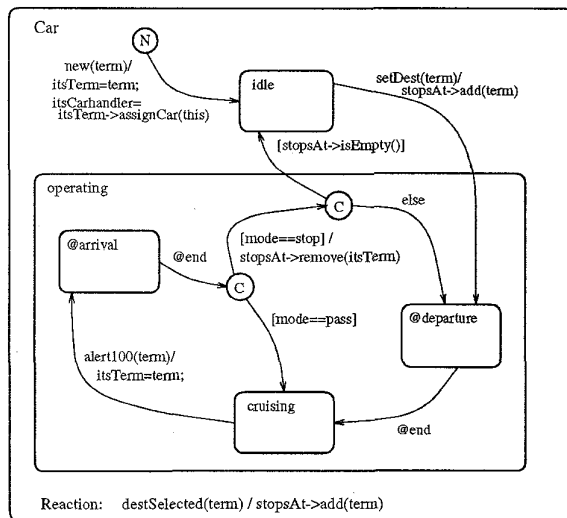 Car
N
new(term)/
itsTerm=term;
itsCarhandler=
itsTerm->assignCar(this)
idle
setDest(term)/
stopsAt->add(term)
[stopsAt->isEmpty()]
operating
C
else
@arrival
@end
[mode==stop] /
stopsAt->remove(itsTerm)
C
[mode==pass]
@departure
alert100(term)/
itsTerm=term;
cruising
@end
Reaction: destSelected(term) / stopsAt->add(term)